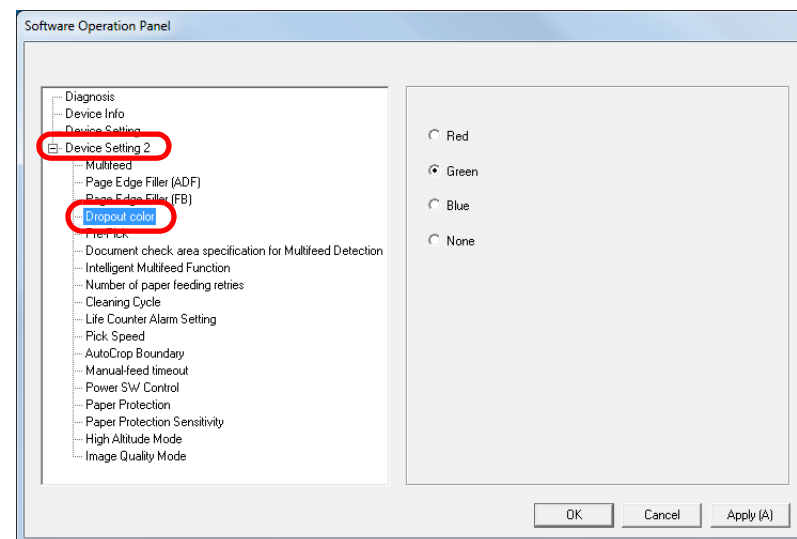 Software Operation Panel
Diagnosis
Device Info
Device Setting
Device Setting 2
Multifeed
Page Edge Filler (ADF)
Page Edge Filler (FB)
Dropout color
Pre-Pick
Document check area specification for Multifeed Detection
Intelligent Multifeed Function
Number of paper feeding retries
Cleaning Cycle
Life Counter Alarm Setting
Pick Speed
AutoCrop Boundary
Manual-feed timeout
Power SW Control
Paper Protection
Paper Protection Sensitivity
High Altitude Mode
Image Quality Mode
Red
Green
Blue
None
OK Cancel Apply (A)